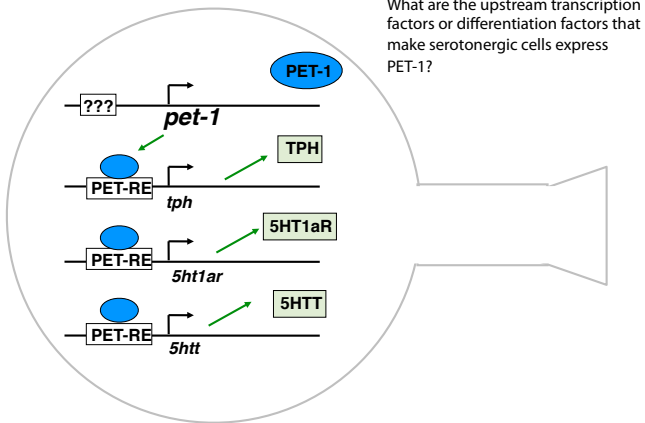 What are the upstream transcription
factors or differentiation factors that
make serotonergic cells express
PET-1?
PET-1
???
pet-1
TPH
PET-RE
tph
5HT1aR
PET-RE
5ht1ar
5HTT
PET-RE
5htt